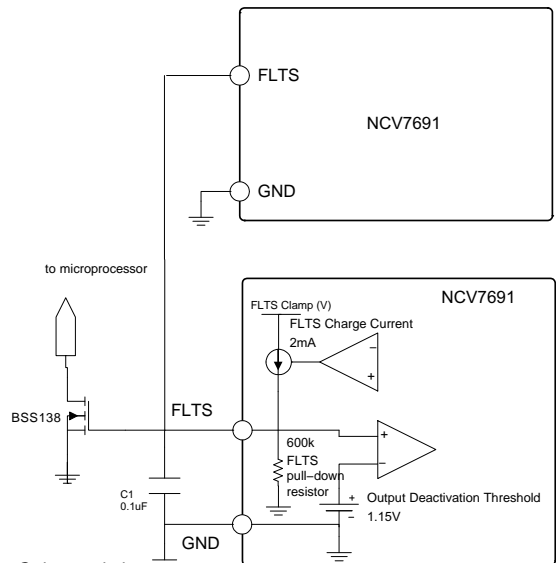 FLTS
NCV7691
GND
to microprocessor
NCV7691
FLTS Clamp (V)
FLTS Charge Current
2mA
−
+
FLTS
BSS138
+
−
600k
FLTS
pull−down
resistor
C1
0.1uF
+
−
Output Deactivation Threshold
1.15V
GND